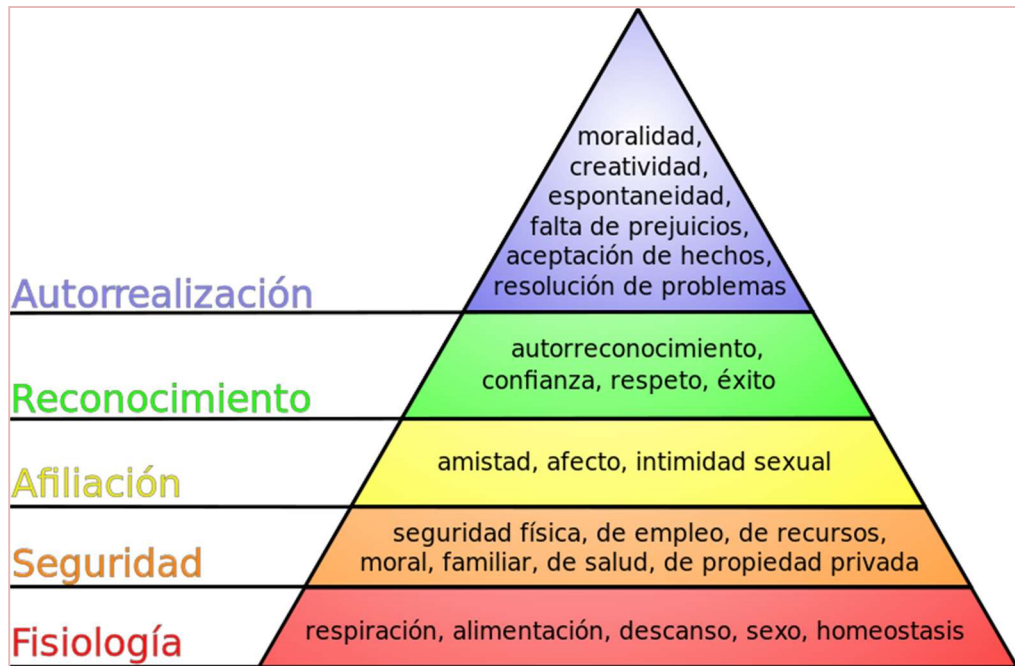 moralidad,
creatividad,
espontaneidad,
falta de prejuicios,
aceptación de hechos,
resolución de problemas
Autorrealización
autorreconocimiento,
confianza, respeto, éxito
Reconocimiento
amistad, afecto, intimidad sexual
Afiliación
seguridad física, de empleo, de recursos,
moral, familiar, de salud, de propiedad privada
Seguridad
respiración, alimentación, descanso, sexo, homeostasis
Fisiología